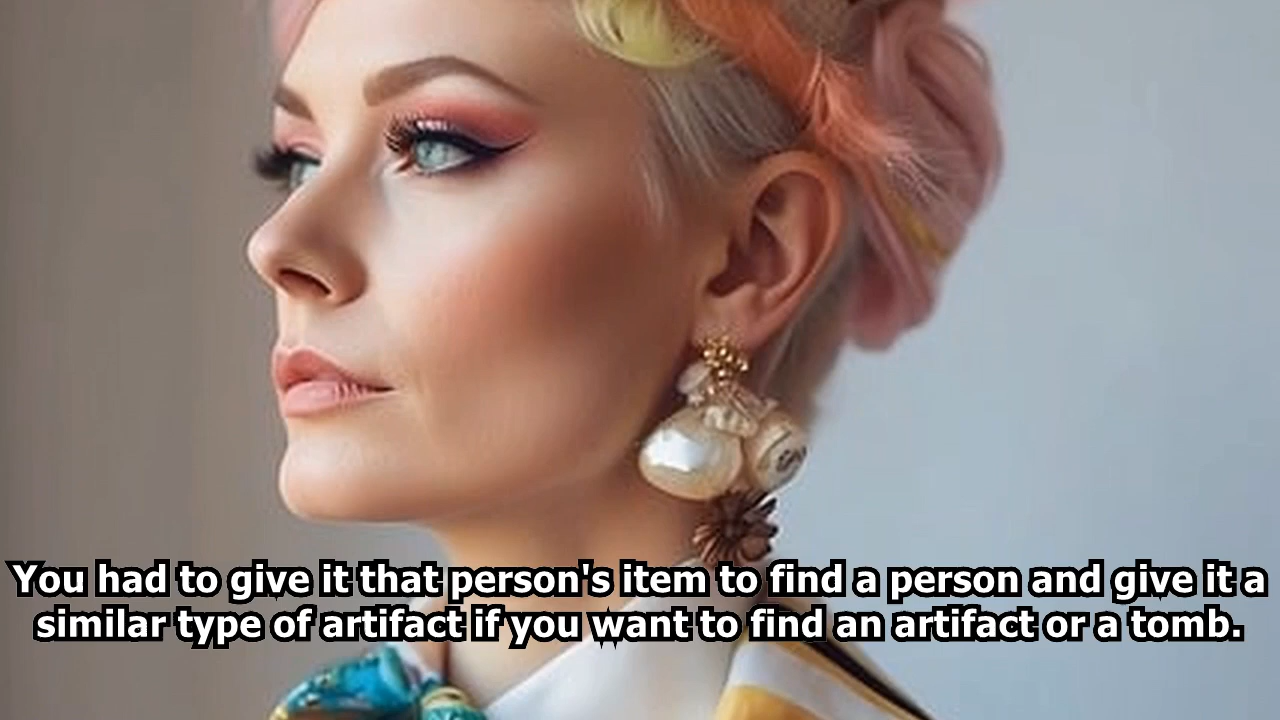 You had to give it that person's item to find a person and give it a
similar type of artifact if you want to find an artifact or a tomb.